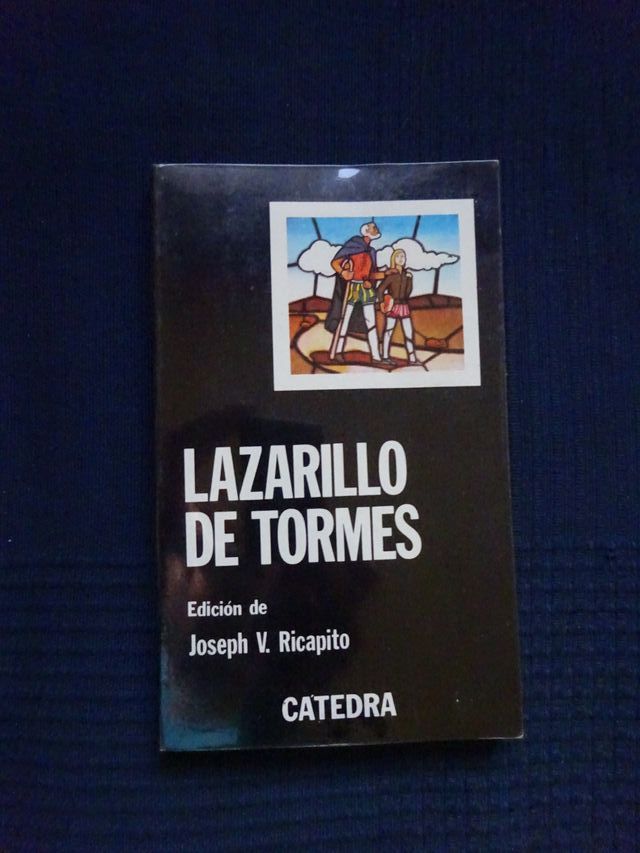 LAZARILLO
DE TORMES
Edición de
Joseph V. Ricapito
CÁTEDRA